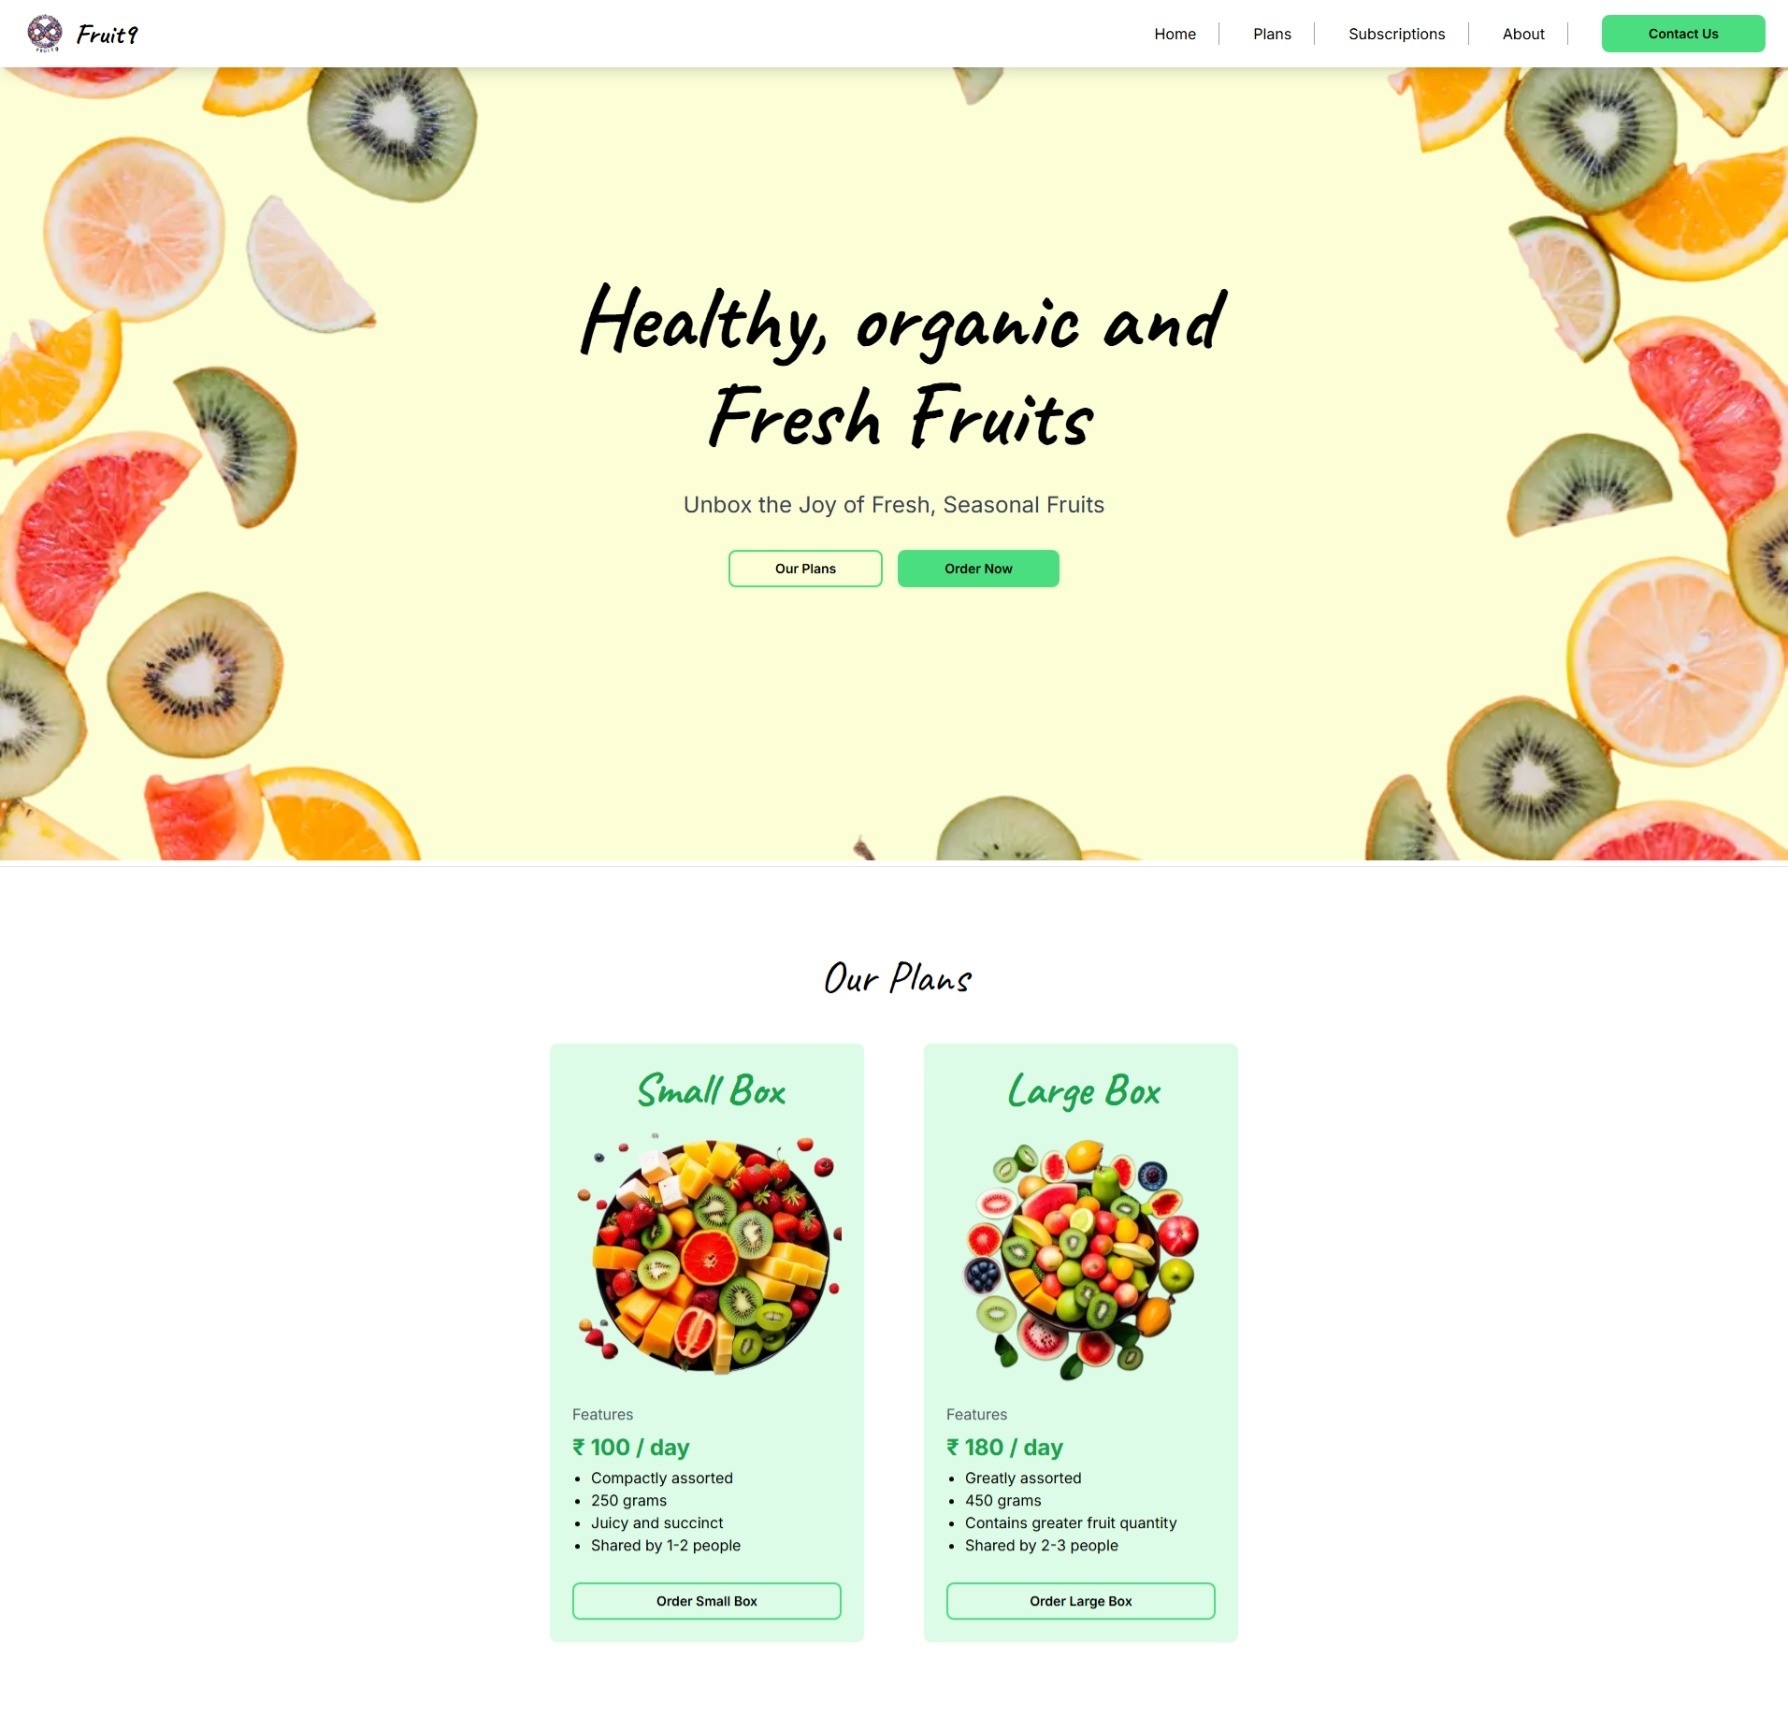 FRUIT9
Fruit9
Home
Plans
Subscriptions
About
Contact Us
Healthy, organic and
Fresh Fruits
Unbox the Joy of Fresh, Seasonal Fruits
Our Plans
Order Now
Our Plans
Small Box
Features
₹ 100 / day
• Compactly assorted
• 250 grams
• Juicy and succinct
• Shared by 1-2 people
Order Small Box
Large Box
Features
₹ 180 / day
• Greatly assorted
• 450 grams
• Contains greater fruit quantity
• Shared by 2-3 people
Order Large Box